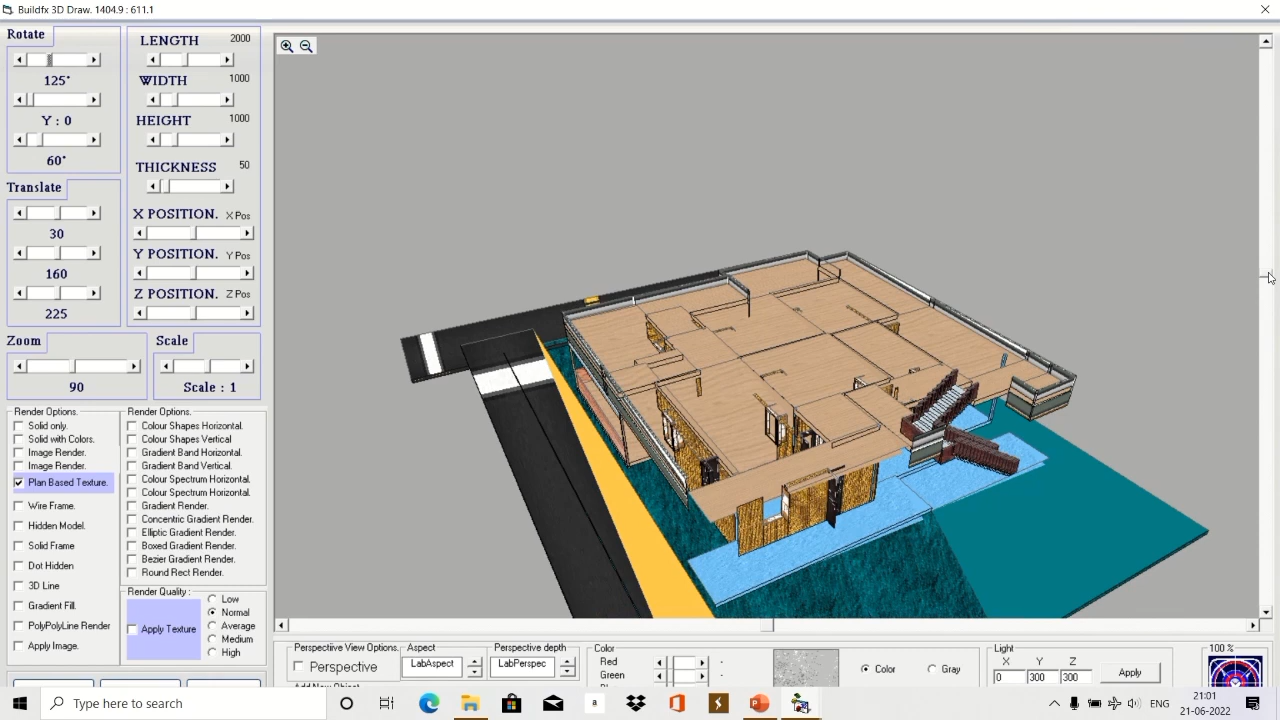 Buildfx 3D Draw. 1404.9 : 611.1
Rotate
125°
Y : 0
60°
Translate
30
160
225
LENGTH 2000
WIDTH 1000
HEIGHT 1000
THICKNESS 50
X POSITION. X Pos
Y POSITION. Y Pos
Z POSITION. Z Pos
Zoom
90
Scale
Scale : 1
Render Options.
Solid only.
Solid with Colors.
Image Render.
Image Render.
Plan Based Texture.
Wire Frame.
Hidden Model.
Solid Frame
Dot Hidden
3D Line
Gradient Fill.
PolyPolyLine Render
Apply Image.
Render Options.
Colour Shapes Horizontal.
Colour Shapes Vertical
Gradient Band Horizontal.
Gradient Band Vertical.
Colour Spectrum Horizontal.
Colour Spectrum Horizontal.
Gradient Render.
Concentric Gradient Render.
Elliptic Gradient Render.
Boxed Gradient Render.
Bezier Gradient Render.
Round Rect Render.
Render Quality :
Apply Texture
Low
Normal
Average
Medium
High
Perspectiive View Options.
Perspective
Aspect
LabAspect
Perspective depth
LabPerspec
Color
Red
Green
Color
Gray
Light
X Y Z
0 300 300
Apply
100 %
Type here to search
a
ENG
21:01
21-06-2022